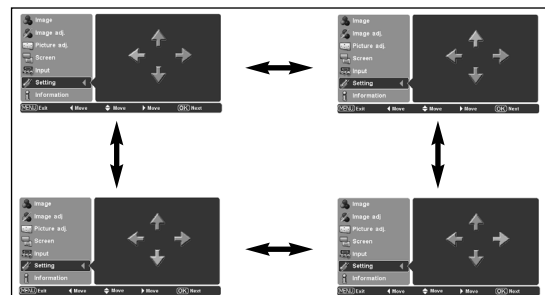 Image
Image adj.
Picture adj.
Screen
Input
Setting
Information
MENU Exit Move Move Move OK Next
Image
Image adj.
Picture adj.
Screen
Input
Setting
Information
MENU Exit Move Move Move OK Next
Image
Image adj
Picture adj.
Screen
Input
Setting
Information
MENU Exit Move Move Move OK Next
Image
Image adj
Picture adj.
Screen
Input
Setting
Information
MENU Exit Move Move Move OK Next